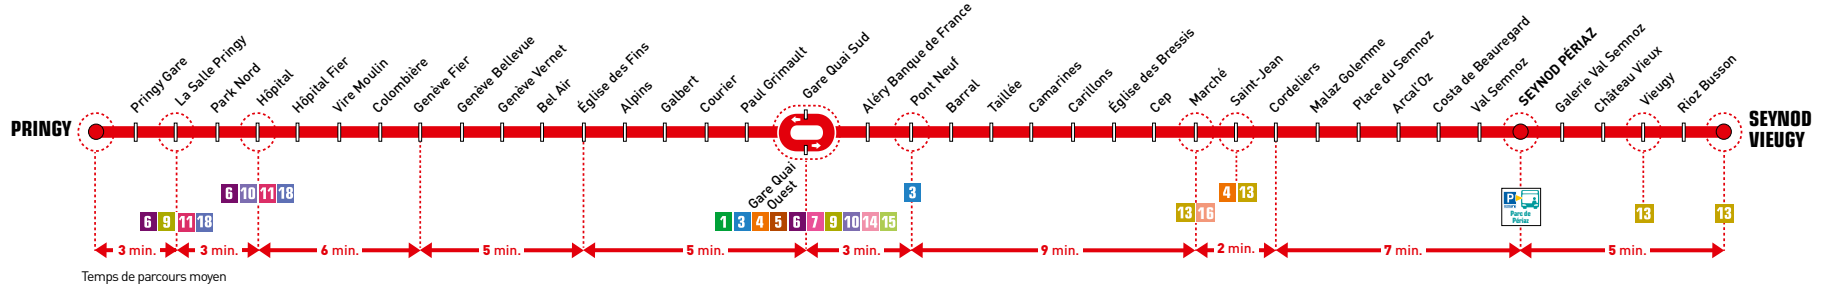 PRINGY
Pringy Gare
La Salle Pringy
Park Nord
Hôpital
Hôpital Fier
Vire Moulin
Colombière
Genève Fier
Genève Bellevue
Genève Vernet
Bel Air
Église des Fins
Alpins
Galbert
Courier
Paul Grimault
Gare Quai Sud
Gare Quai
Ouest
Aléry Banque de France
Pont Neuf
Barral
Taillée
Camarines
Carillons
Église des Bressis
Cep
Marché
Saint-Jean
Cordeliers
Malaz Golemme
Place du Semnoz
Arcal'Oz
Costa de Beauregard
Val Semnoz
SEYNOD PÉRIAZ
Galerie Val Semnoz
Château Vieux
Vieugy
Rioz Busson
SEYNOD
VIEUGY
6 9 11 18
6 10 11 18
1 3 4 5 6 7 9 10 14 15
3
13 16
4 13
P
Parc de
Périaz
13
13
3 min.
3 min.
6 min.
5 min.
5 min.
3 min.
9 min.
2 min.
7 min.
5 min.
Temps de parcours moyen